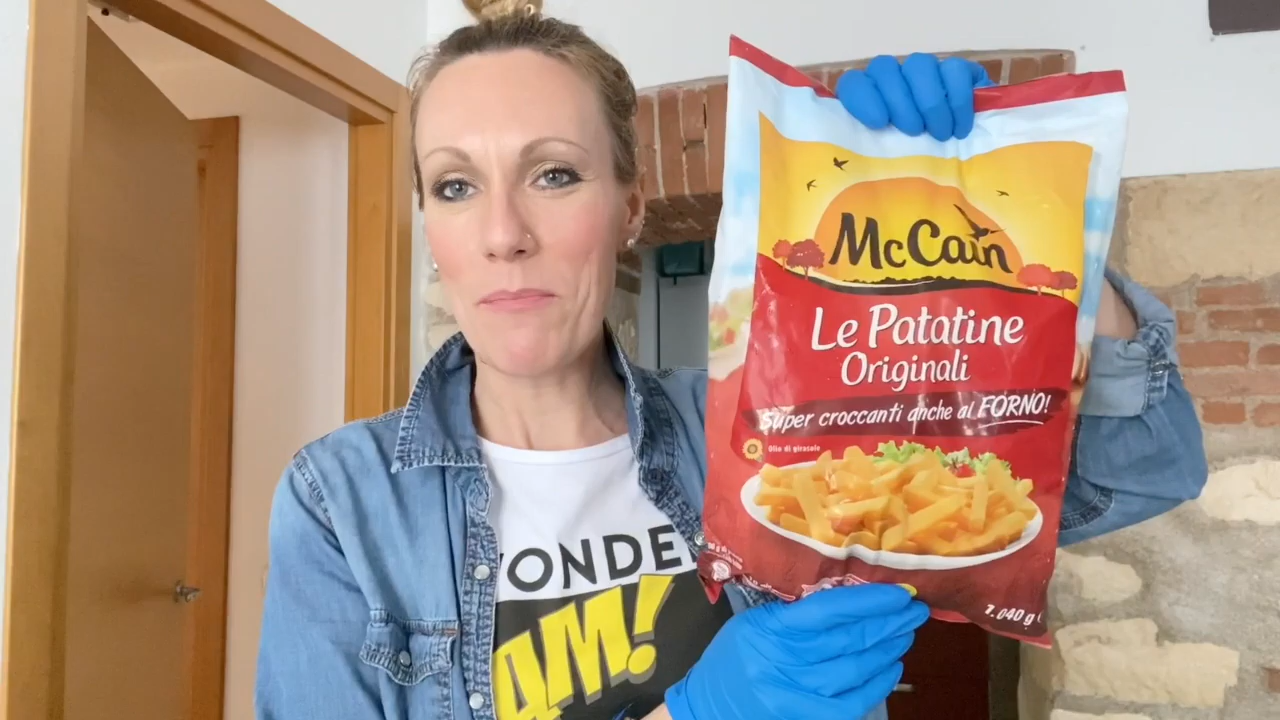 McCain
Le Patatine
Originali
Super croccanti anche al FORNO!
Olio di girasole
1.040 g
ONDE
AM!